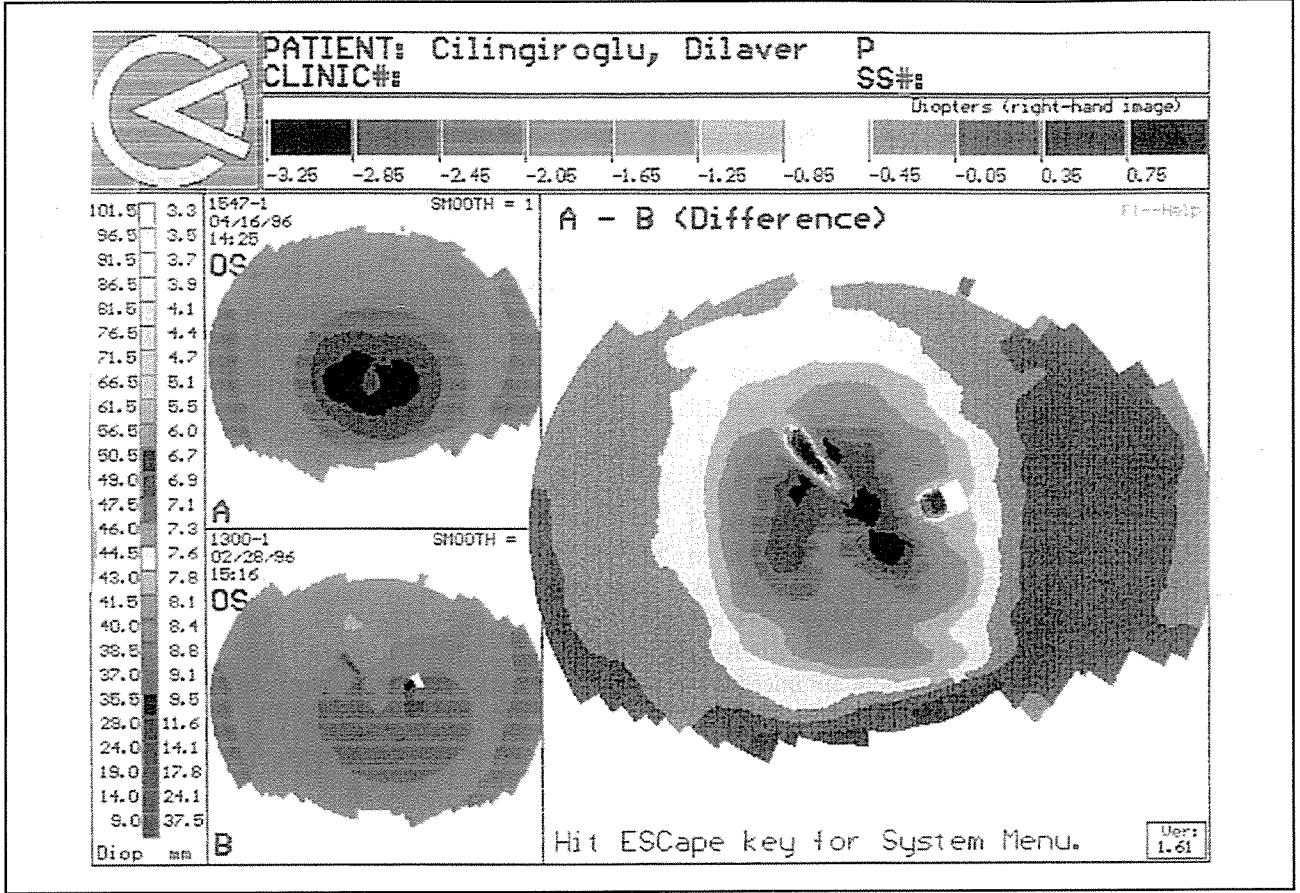 PATIENT: Cilingiroglu, Dilaver P
CLINIC#: SS#:
Diopters (right-hand image)
-3.25 -2.85 -2.45 -2.05 -1.65 -1.25 -0.85 -0.45 -0.05 0.35 0.75
101.5 3.3
96.5 3.5
91.5 3.7
86.5 3.9
81.5 4.1
76.5 4.4
71.5 4.7
66.5 5.1
61.5 5.5
56.5 6.0
50.5 6.7
49.0 6.9
47.5 7.1
46.0 7.3
44.5 7.6
43.0 7.8
41.5 8.1
40.0 8.4
38.5 8.8
37.0 9.1
35.5 9.5
29.0 11.6
24.0 14.1
19.0 17.8
14.0 24.1
9.0 37.5
Diop mm
1547-1 SMOOTH = 1
04/16/96
14:25
OS
A
1300-1 SMOOTH =
02/28/96
15:16
OS
B
A - B (Difference)
F1--Help
Hit ESCape key for System Menu.
Ver:
1.61